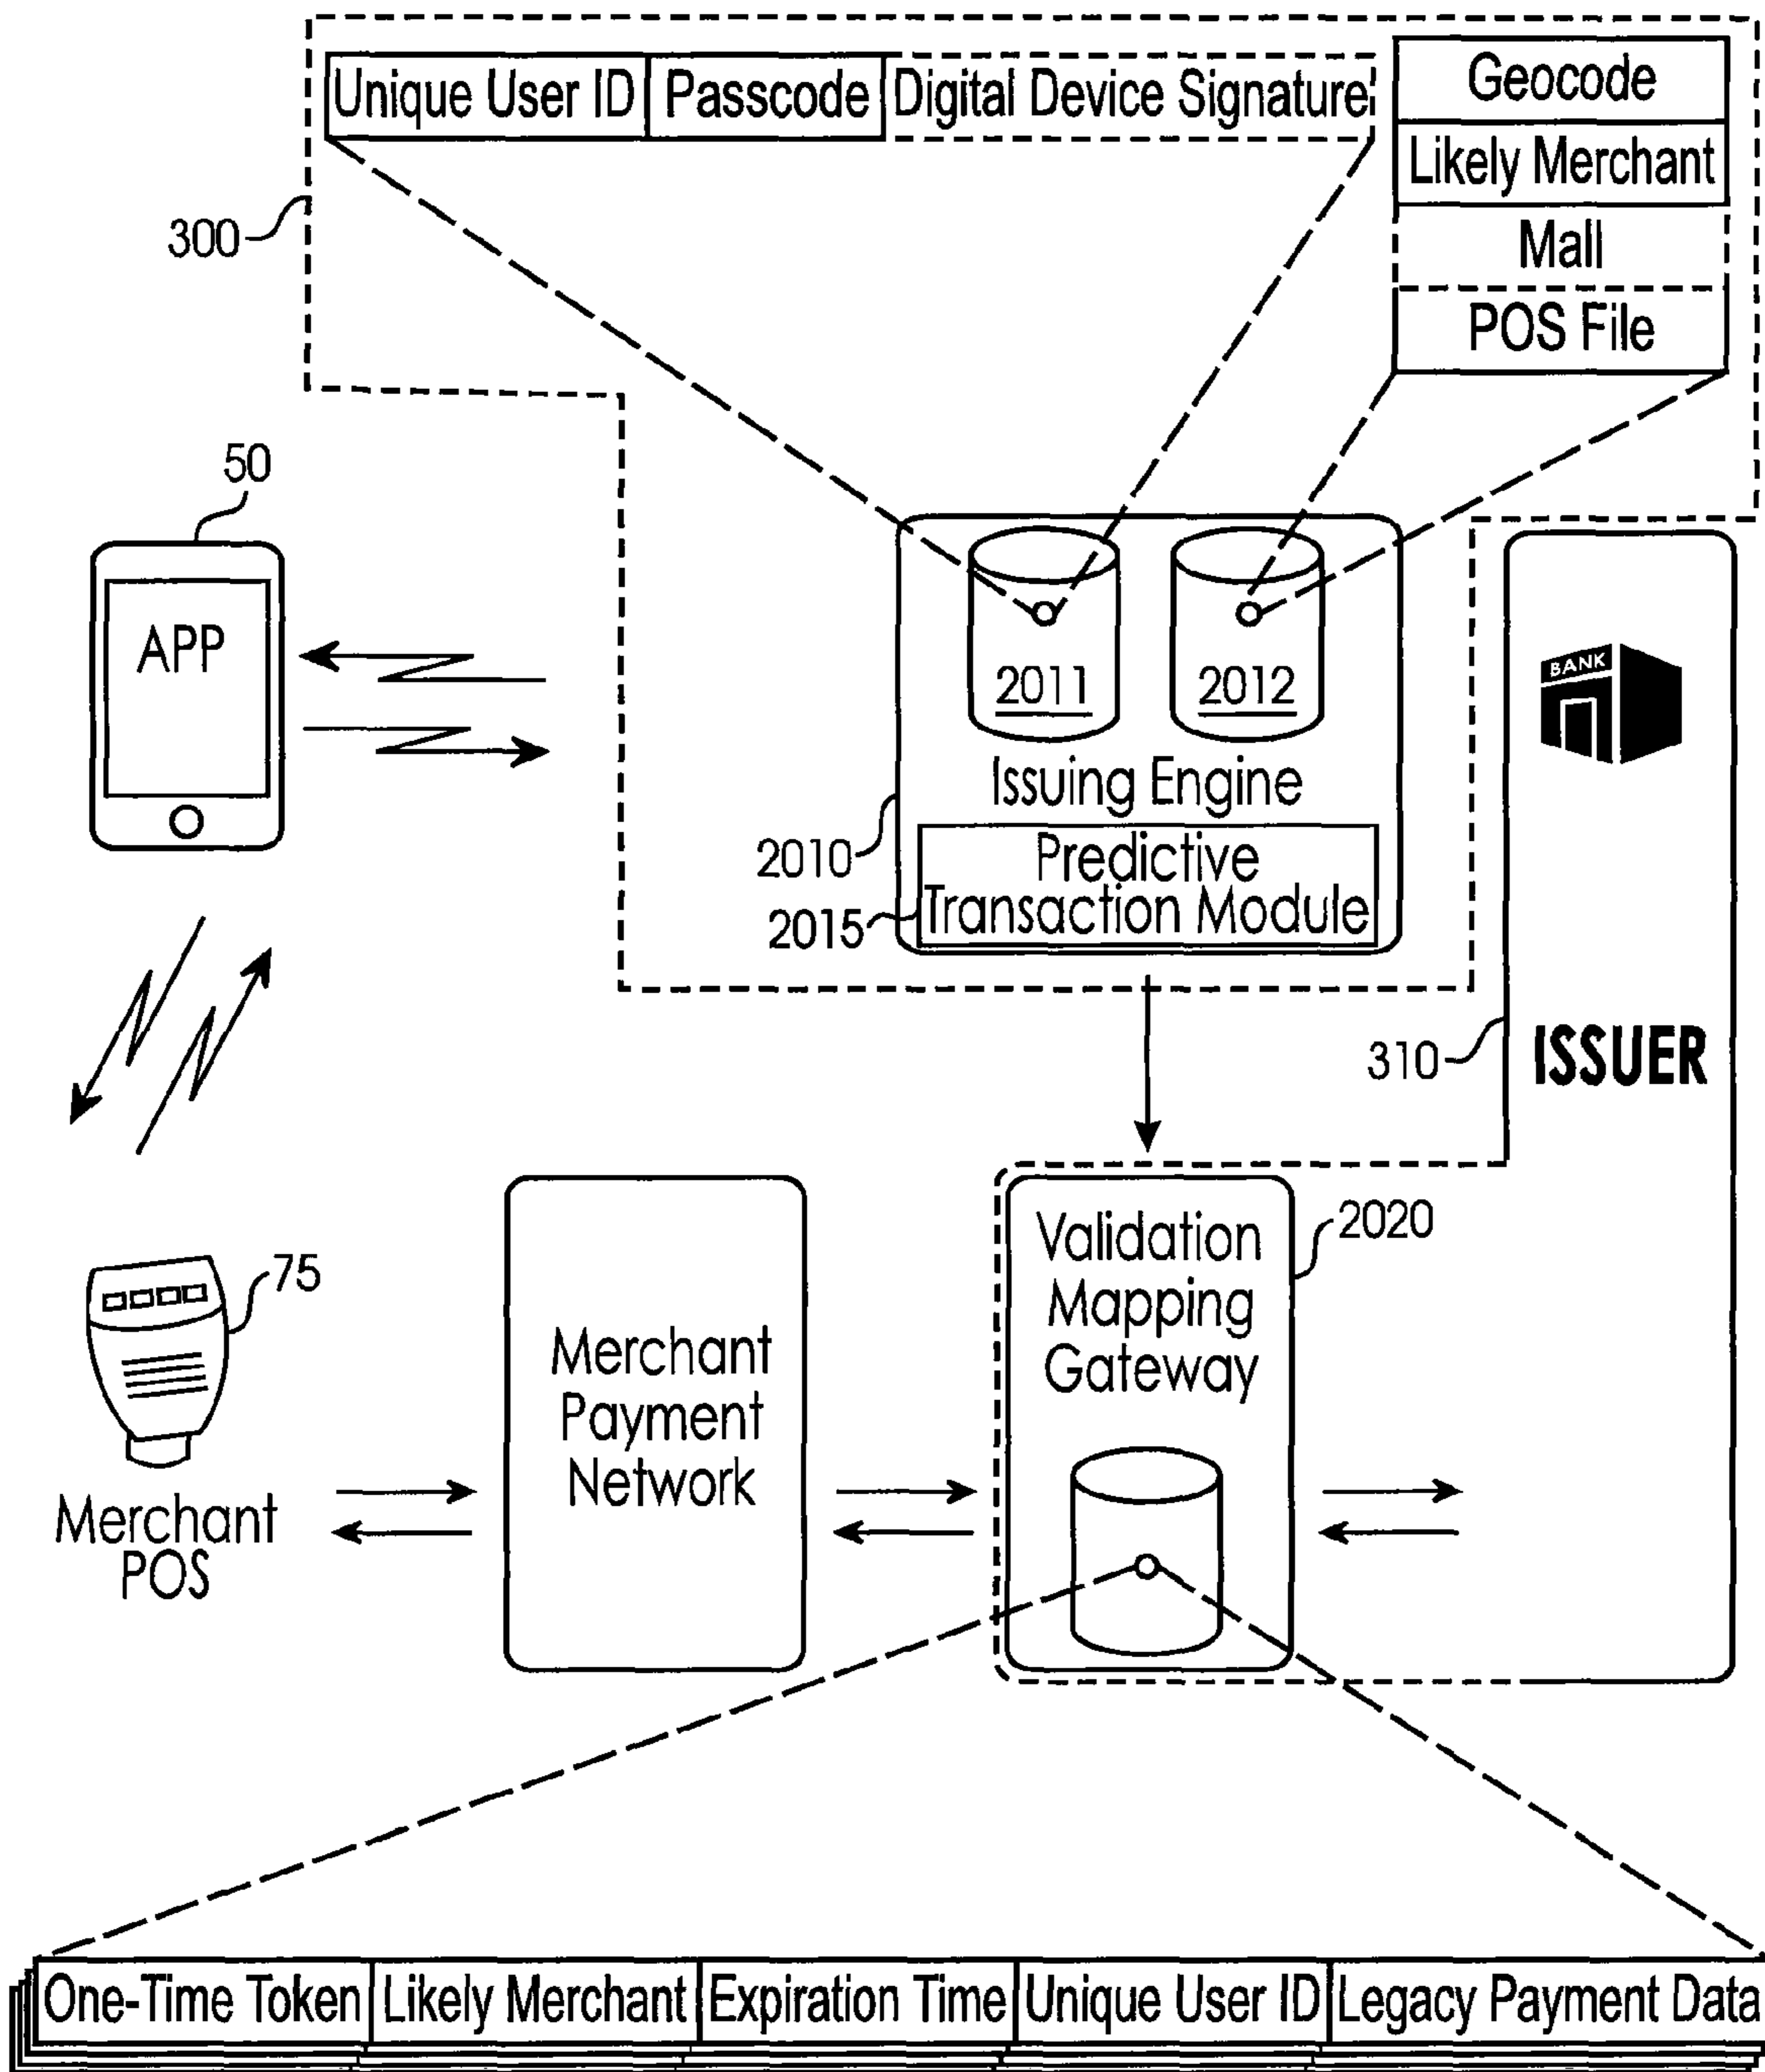 Unique User ID Passcode Digital Device Signature
Geocode
Likely Merchant
Mall
POS File
300
50
APP
2011 2012
BANK
Issuing Engine
2010
Predictive
Transaction Module
2015
310
ISSUER
Validation
Mapping
Gateway
2020
75
Merchant
Payment
Network
Merchant
POS
One-Time Token Likely Merchant Expiration Time Unique User ID Legacy Payment Data